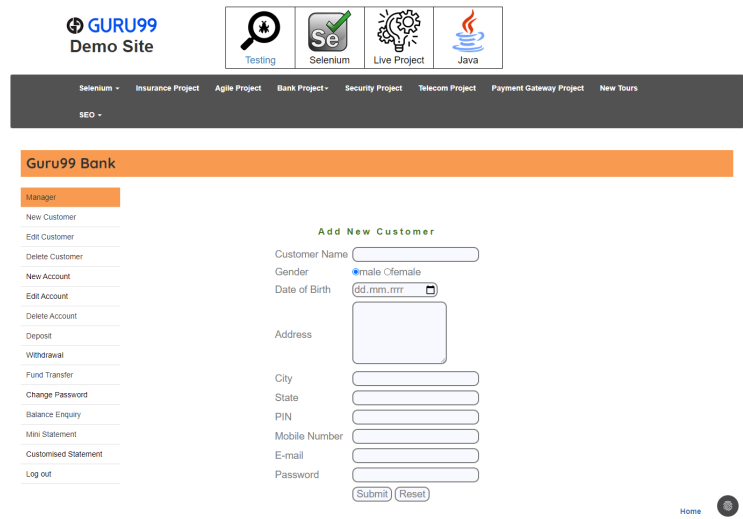 GURU99
Demo Site
Testing
Se
Selenium
Live Project
Java
Selenium Insurance Project Agile Project Bank Project Security Project Telecom Project Payment Gateway Project New Tours
SEO
Guru99 Bank
Manager
New Customer
Edit Customer
Delete Customer
New Account
Edit Account
Delete Account
Deposit
Withdrawal
Fund Transfer
Change Password
Balance Enquiry
Mini Statement
Customised Statement
Log out
Add New Customer
Customer Name
Gender male female
Date of Birth dd.mm.rrrr
Address
City
State
PIN
Mobile Number
E-mail
Password
Submit Reset
Home